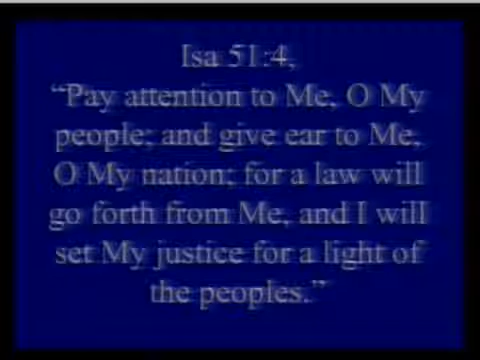 Isa 51:4,
“Pay attention to Me, O My
people; and give ear to Me,
O My nation; for a law will
go forth from Me, and I will
set My justice for a light of
the peoples.”